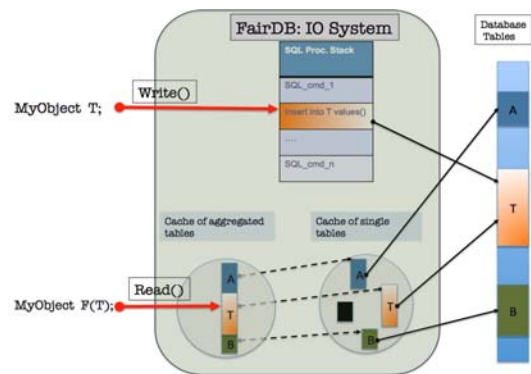 FairDB: IO System
Database
Tables
SQL Proc. Stack
SQL_cmd_1
Write()
MyObject T;
Insert into T values()
....
SQL_cmd_n
A
T
B
Cache of aggregated
tables
Cache of single
tables
Read()
MyObject F(T);
A
T
B
A
T
B